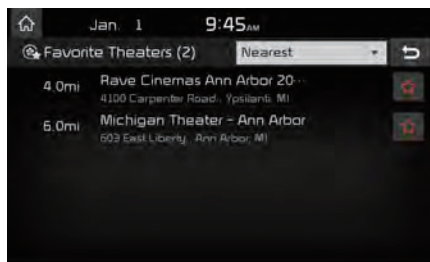 Jan. 1 9:45AM
Favorite Theaters (2) Nearest
4.0mi Rave Cinemas Ann Arbor 20...
4100 Carpenter Road., Ypsilanti, MI
6.0mi Michigan Theater - Ann Arbor
603 East Liberty., Ann Arbor, MI